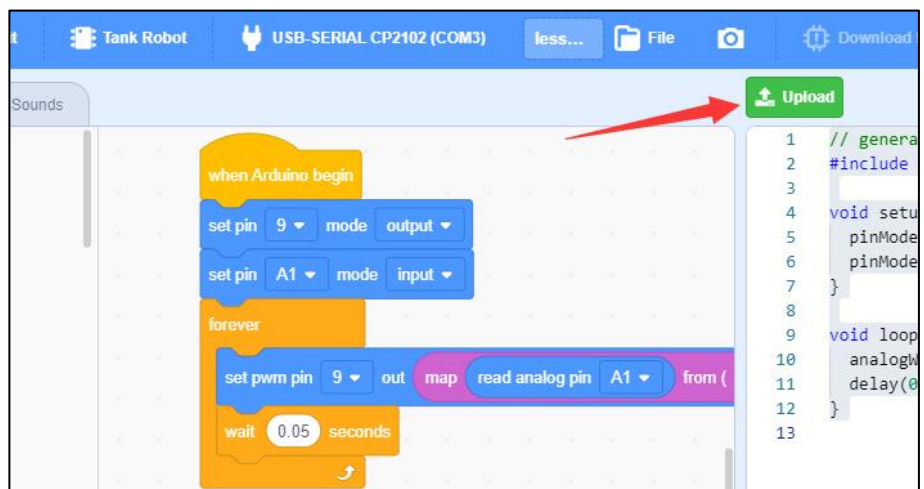 Tank Robot USB-SERIAL CP2102 (COM3) less... File Download
Sounds
Upload
when Arduino begin
set pin 9 mode output
set pin A1 mode input
forever
set pwm pin 9 out map read analog pin A1 from (
wait 0.05 seconds
1 // genera
2 #include
3
4 void setu
5 pinMode
6 pinMode
7 }
8
9 void loop
10 analogW
11 delay(0
12 }
13